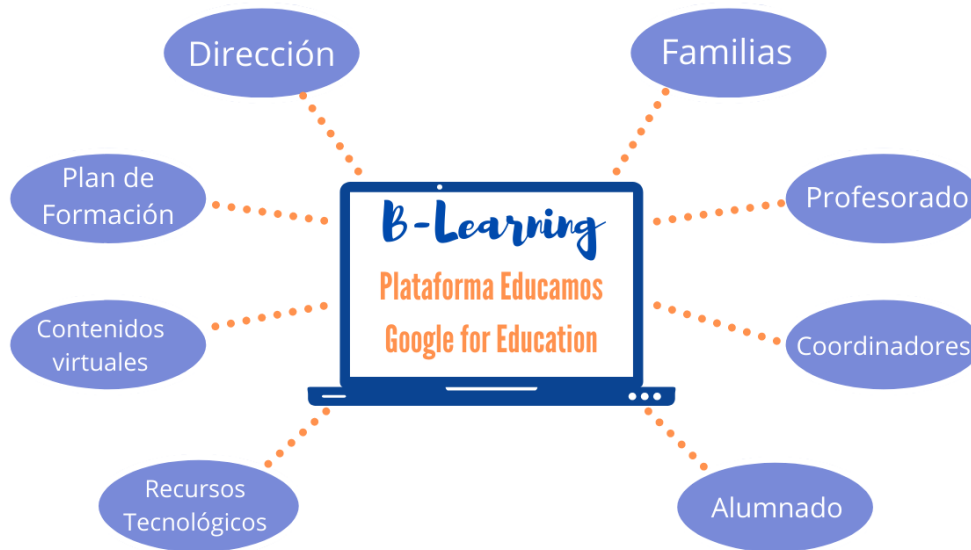 Dirección
Familias
Plan de
Formación
Profesorado
B-Learning
Plataforma Educamos
Google for Education
Contenidos
virtuales
Coordinadores
Recursos
Tecnológicos
Alumnado